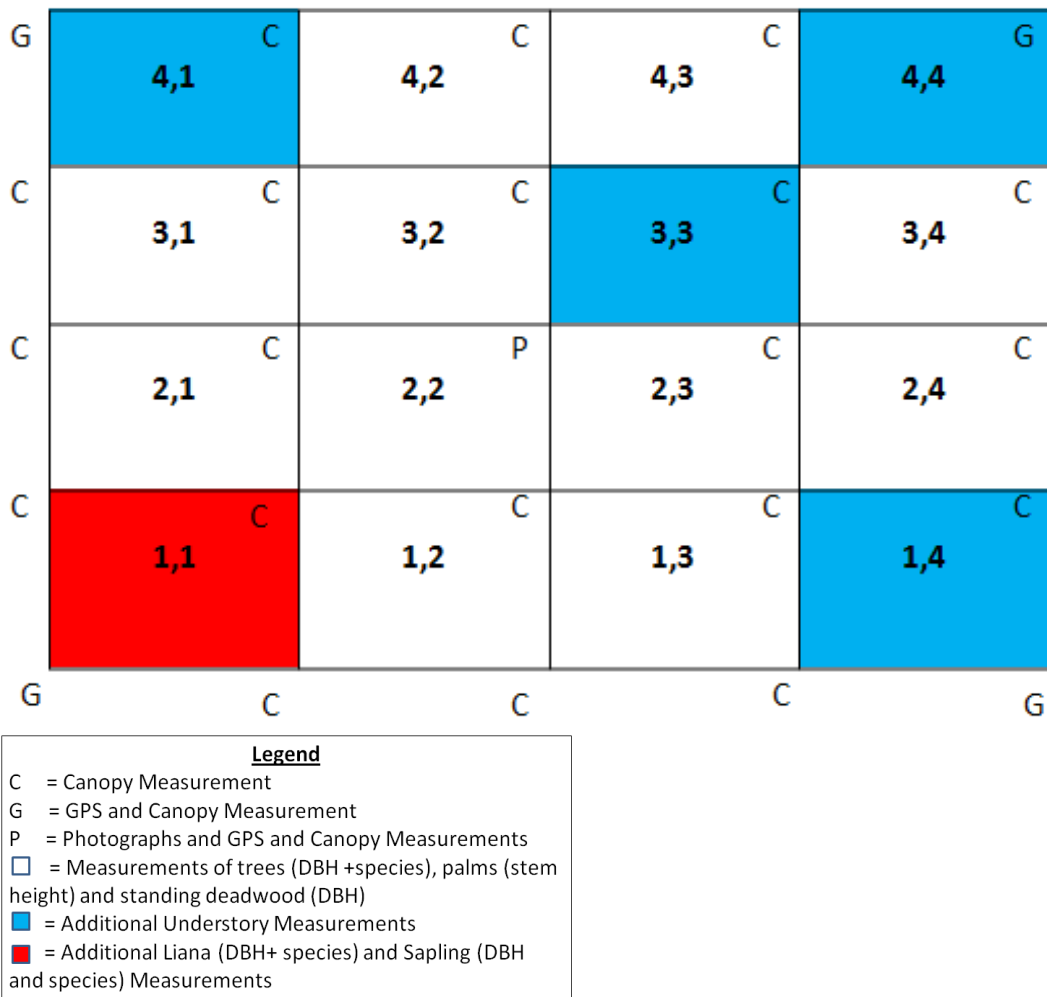 G C C C G
4,1 4,2 4,3 4,4
C C C C C
3,1 3,2 3,3 3,4
C C P C C
2,1 2,2 2,3 2,4
C C C C C
1,1 1,2 1,3 1,4
G C C C G
Legend
C = Canopy Measurement
G = GPS and Canopy Measurement
P = Photographs and GPS and Canopy Measurements
= Measurements of trees (DBH +species), palms (stem
height) and standing deadwood (DBH)
= Additional Understory Measurements
= Additional Liana (DBH+ species) and Sapling (DBH
and species) Measurements